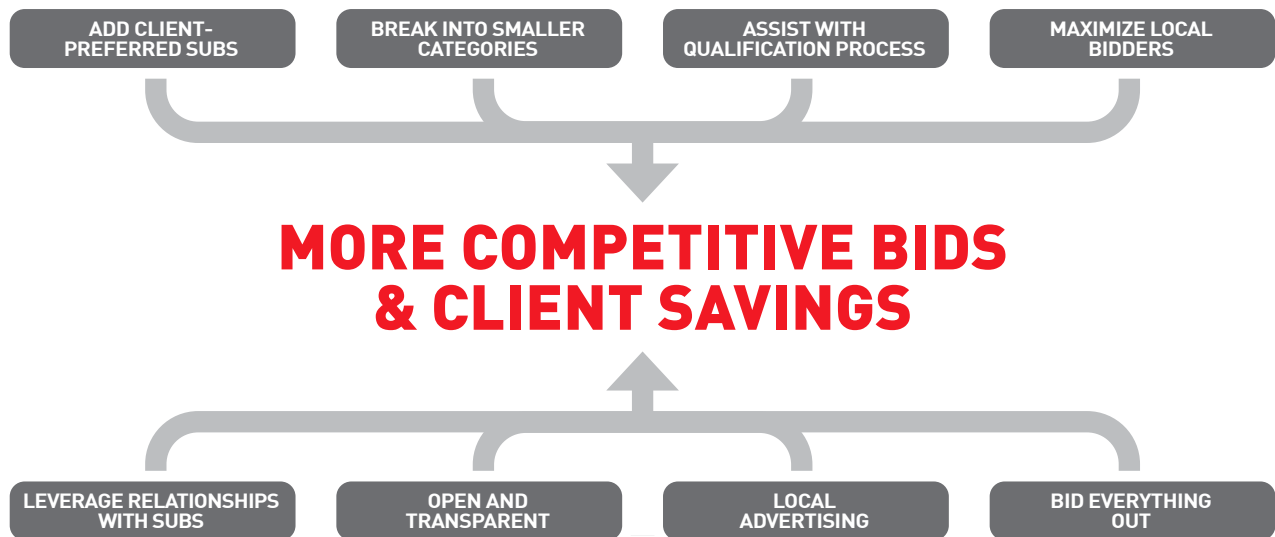 ADD CLIENT-
PREFERRED SUBS
BREAK INTO SMALLER
CATEGORIES
ASSIST WITH
QUALIFICATION PROCESS
MAXIMIZE LOCAL
BIDDERS
MORE COMPETITIVE BIDS
& CLIENT SAVINGS
LEVERAGE RELATIONSHIPS
WITH SUBS
OPEN AND
TRANSPARENT
LOCAL
ADVERTISING
BID EVERYTHING
OUT